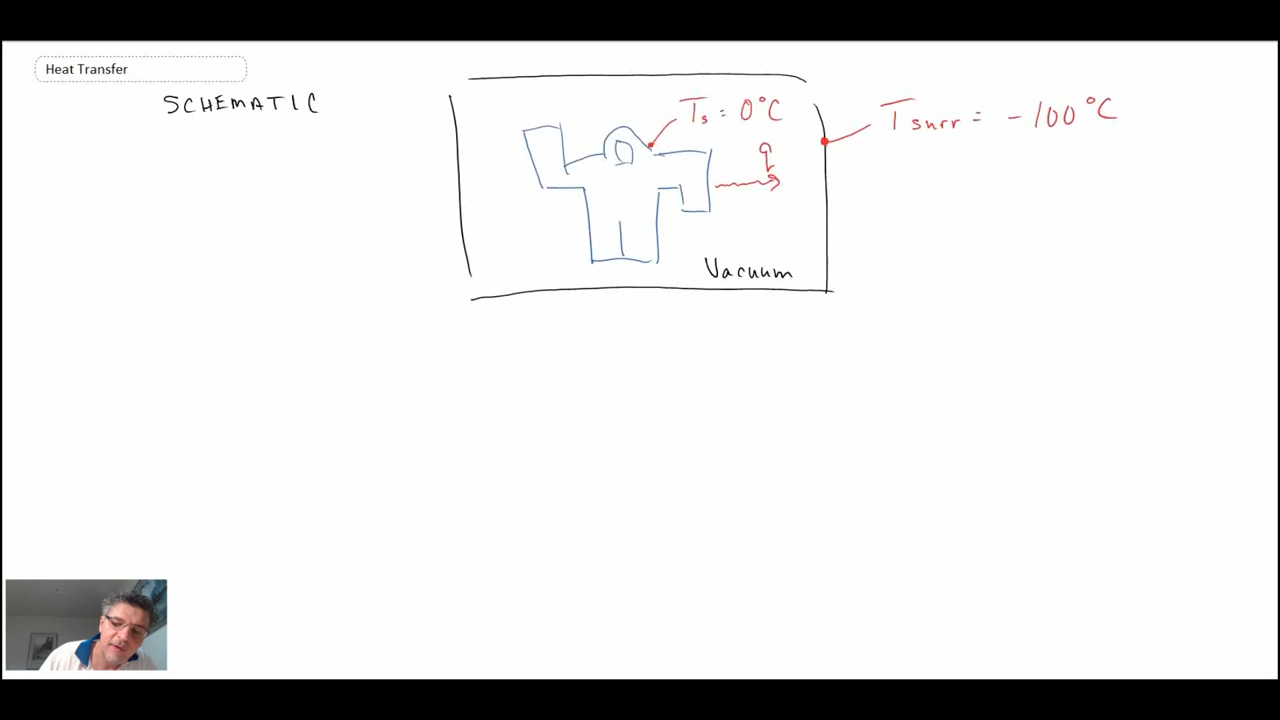 Heat Transfer
SCHEMATIC
Ts = 0°C
Tsurr = -100°C
q
Vacuum